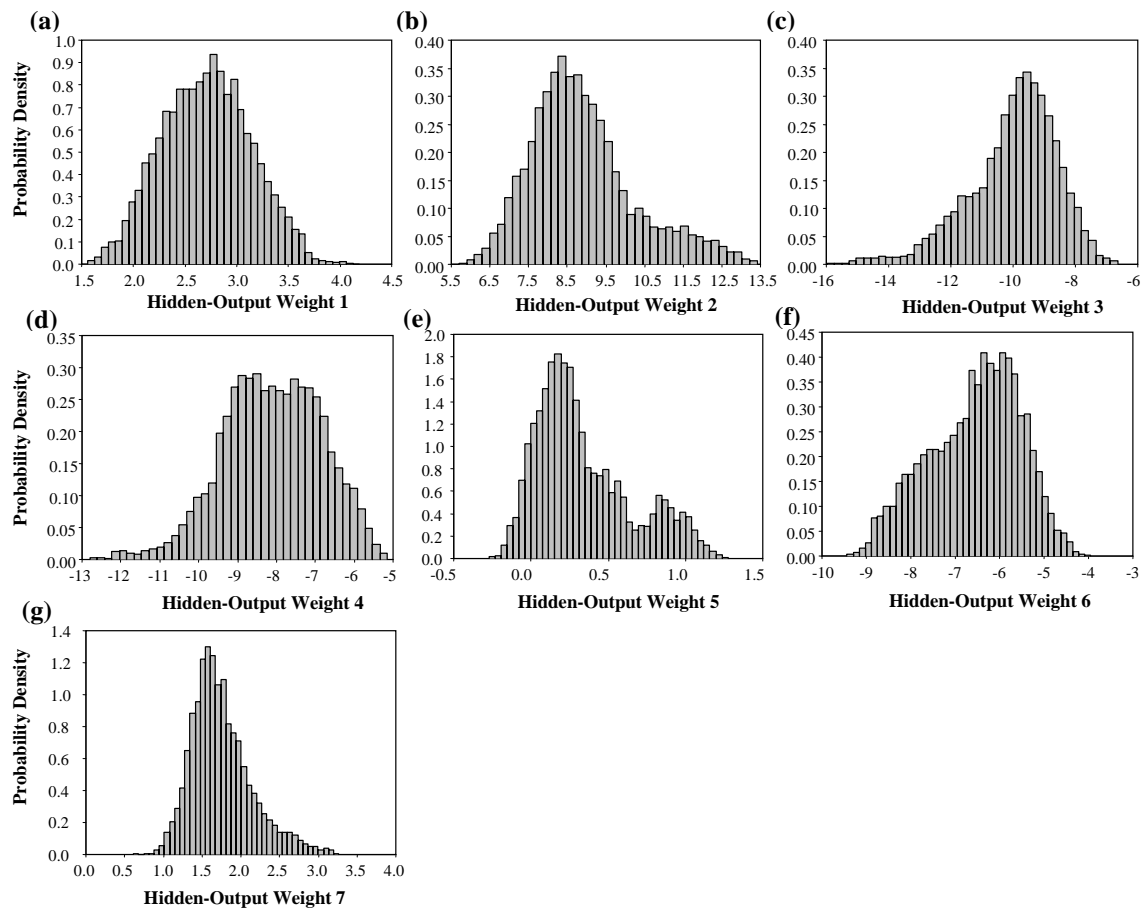 (a) (b) (c)
1.0 0.40 0.40
0.9 0.35 0.35
0.8 0.30 0.30
0.7 0.25 0.25
0.6 0.20 0.20
0.5 0.15 0.15
0.4 0.10 0.10
0.3 0.05 0.05
0.2 0.00 0.00
0.1
0.0
Probability Density
1.5 2.0 2.5 3.0 3.5 4.0 4.5
5.5 6.5 7.5 8.5 9.5 10.5 11.5 12.5 13.5
-16 -14 -12 -10 -8 -6
Hidden-Output Weight 1 Hidden-Output Weight 2 Hidden-Output Weight 3
(d) (e) (f)
0.35 2.0 0.45
0.30 1.8 0.40
0.25 1.6 0.35
0.20 1.4 0.30
0.15 1.2 0.25
0.10 1.0 0.20
0.05 0.8 0.15
0.00 0.6 0.10
0.4 0.05
0.2 0.00
0.0
Probability Density
-13 -12 -11 -10 -9 -8 -7 -6 -5
-0.5 0.0 0.5 1.0 1.5
-10 -9 -8 -7 -6 -5 -4 -3
Hidden-Output Weight 4 Hidden-Output Weight 5 Hidden-Output Weight 6
(g)
1.4
1.2
1.0
0.8
0.6
0.4
0.2
0.0
Probability Density
0.0 0.5 1.0 1.5 2.0 2.5 3.0 3.5 4.0
Hidden-Output Weight 7